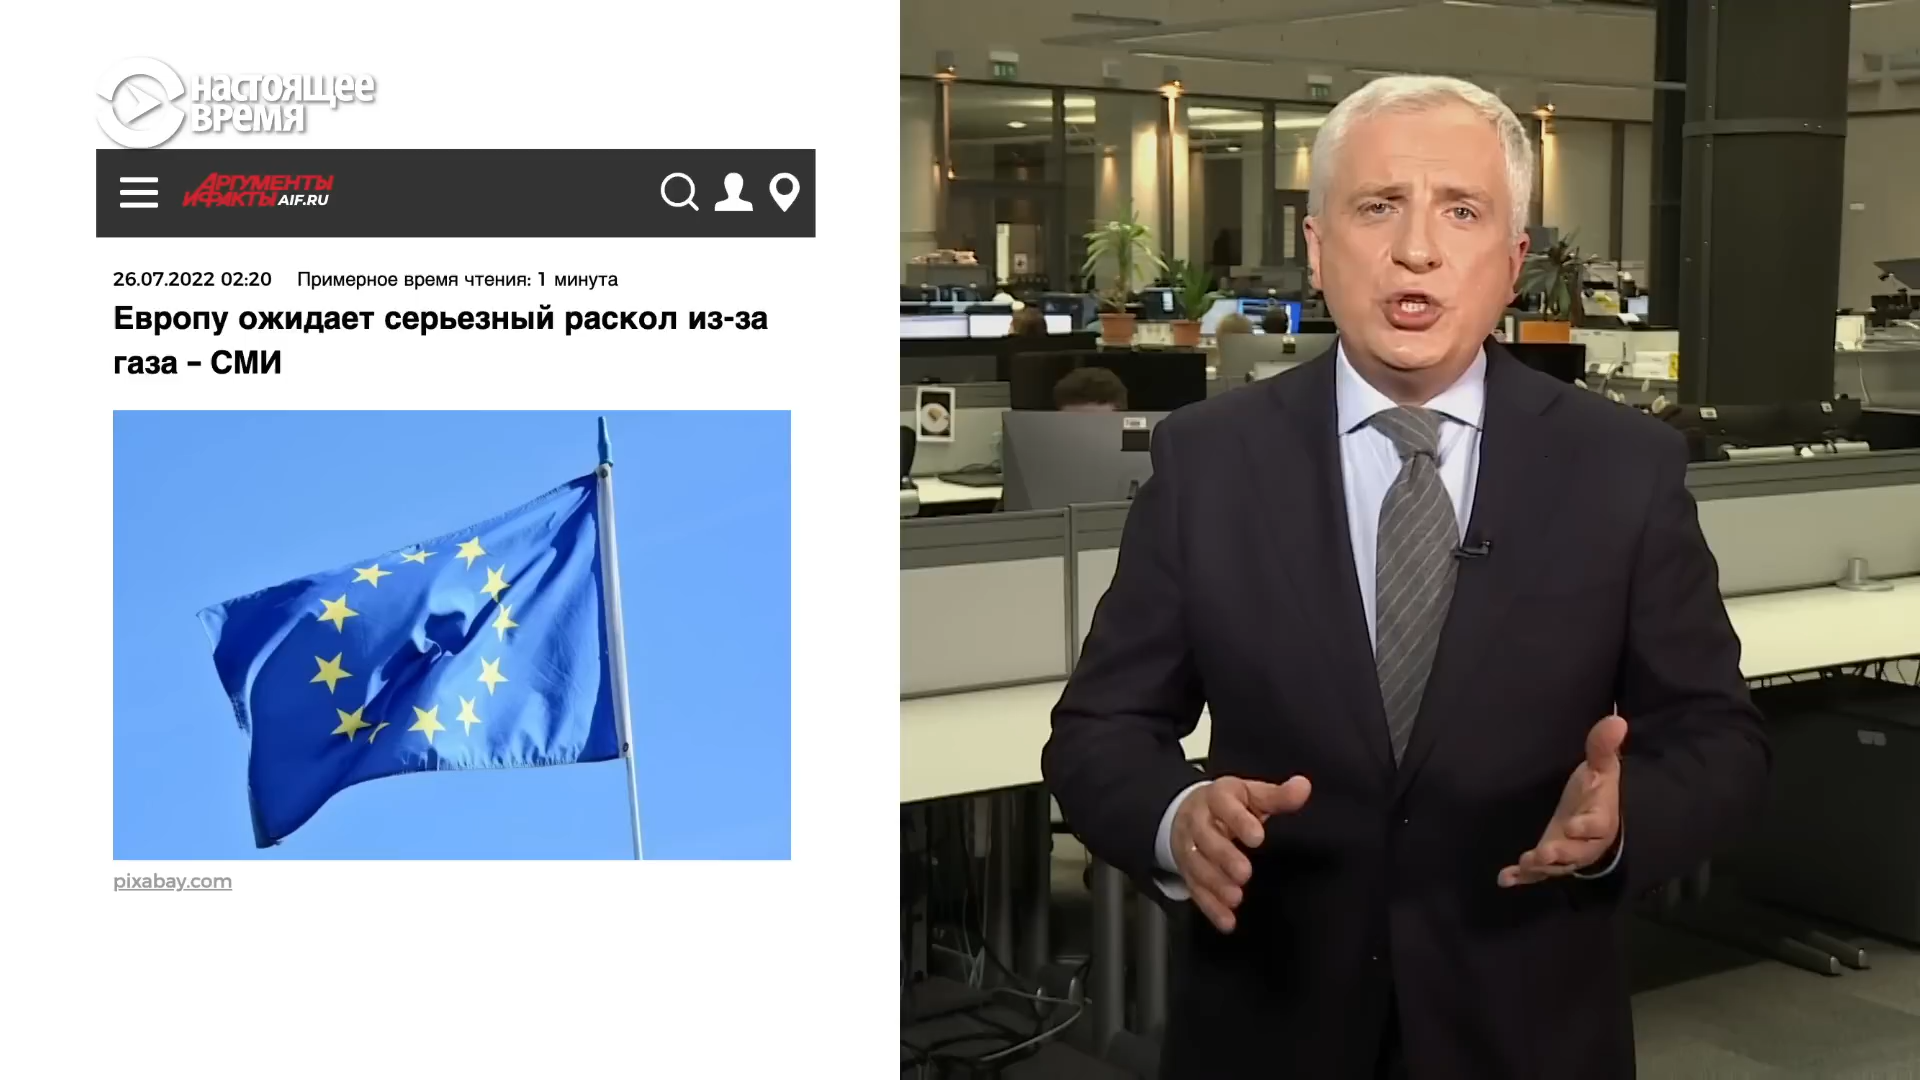 настоящее
время
АРГУМЕНТЫ
И ФАКТЫ AIF.RU
26.07.2022 02:20 Примерное время чтения: 1 минута
Европу ожидает серьезный раскол из-за
газа – СМИ
pixabay.com